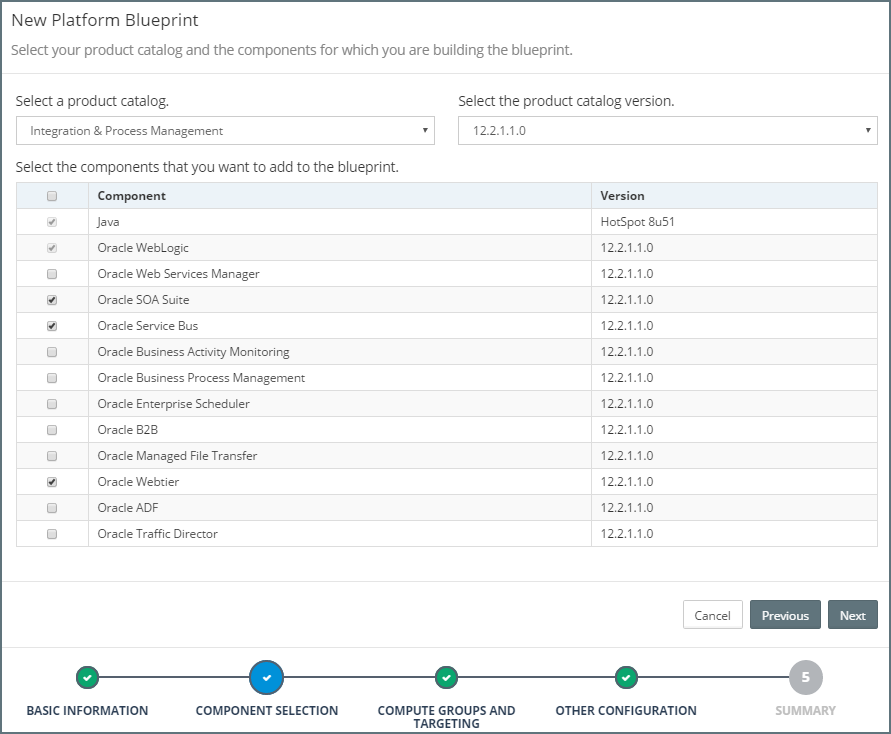 New Platform Blueprint
Select your product catalog and the components for which you are building the blueprint.
Select a product catalog. Select the product catalog version.
Integration & Process Management 12.2.1.1.0
Select the components that you want to add to the blueprint.
Component Version
Java HotSpot 8u51
Oracle WebLogic 12.2.1.1.0
Oracle Web Services Manager 12.2.1.1.0
Oracle SOA Suite 12.2.1.1.0
Oracle Service Bus 12.2.1.1.0
Oracle Business Activity Monitoring 12.2.1.1.0
Oracle Business Process Management 12.2.1.1.0
Oracle Enterprise Scheduler 12.2.1.1.0
Oracle B2B 12.2.1.1.0
Oracle Managed File Transfer 12.2.1.1.0
Oracle Webtier 12.2.1.1.0
Oracle ADF 12.2.1.1.0
Oracle Traffic Director 12.2.1.1.0
Cancel Previous Next
5
BASIC INFORMATION COMPONENT SELECTION COMPUTE GROUPS AND OTHER CONFIGURATION SUMMARY
TARGETING